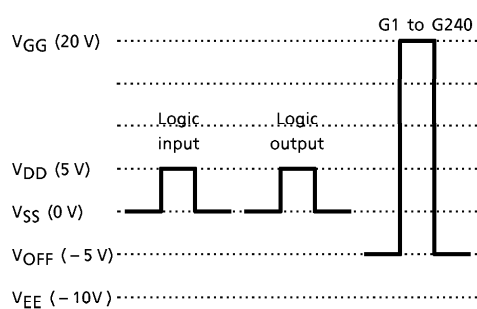 G1 to G240
VGG (20 V)
Logic input
Logic output
VDD (5 V)
VSS (0 V)
VOFF (−5 V)
VEE (−10V)